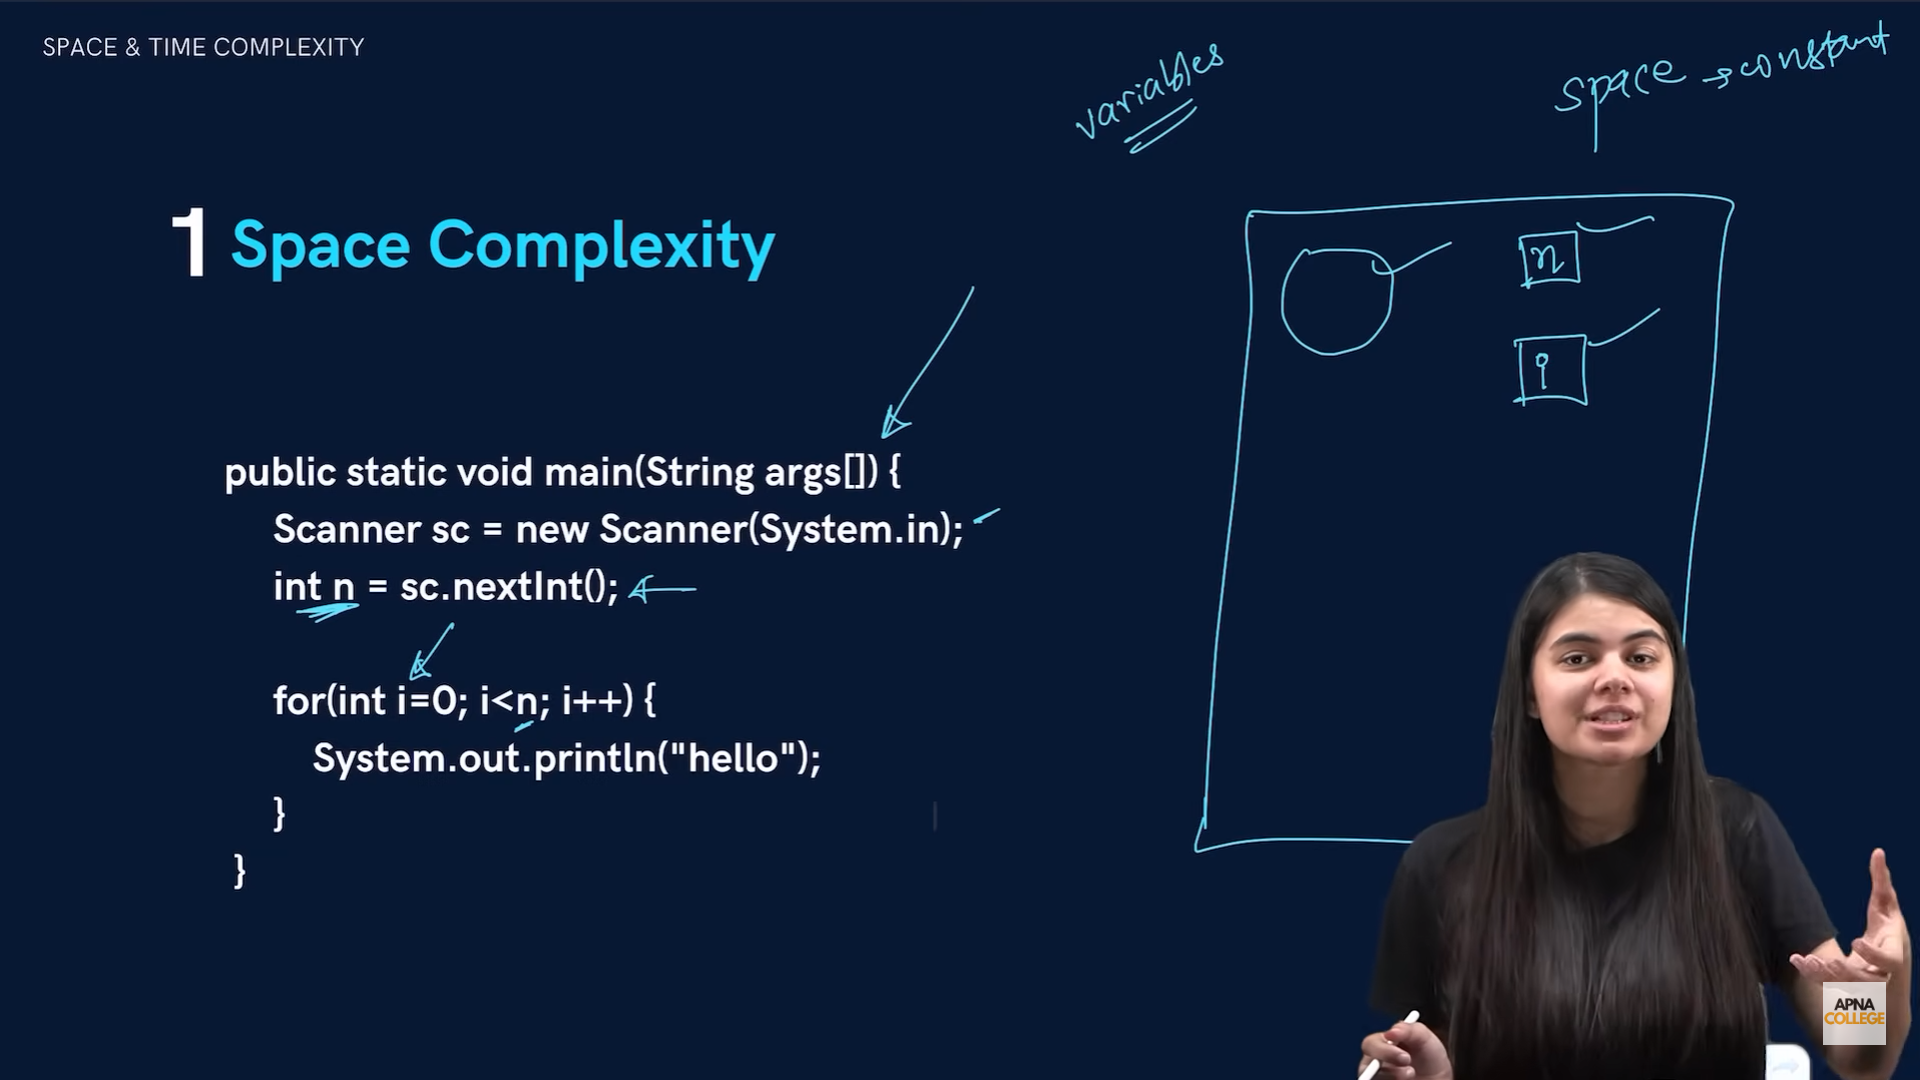 SPACE & TIME COMPLEXITY
variables
space → constant
1 Space Complexity
n
i
public static void main(String args[]) {
Scanner sc = new Scanner(System.in);
int n = sc.nextInt();
for(int i=0; i<n; i++) {
System.out.println("hello");
}
}
APNA
COLLEGE